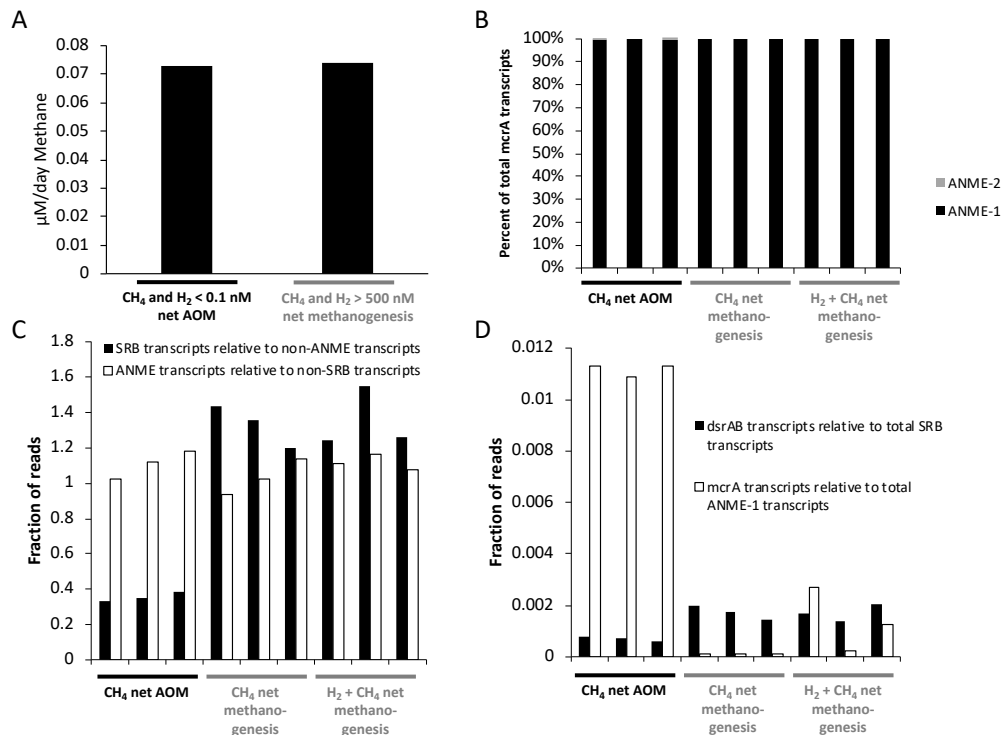 A
µM/day Methane
0.08
0.07
0.06
0.05
0.04
0.03
0.02
0.01
0
CH₄ and H₂ < 0.1 nM
net AOM
CH₄ and H₂ > 500 nM
net methanogenesis
B
Percent of total mcrA transcripts
100%
90%
80%
70%
60%
50%
40%
30%
20%
10%
0%
CH₄ net AOM
CH₄ net
methano-
genesis
H₂ + CH₄ net
methano-
genesis
ANME-2
ANME-1
C
Fraction of reads
1.8
1.6
1.4
1.2
1
0.8
0.6
0.4
0.2
0
SRB transcripts relative to non-ANME transcripts
ANME transcripts relative to non-SRB transcripts
CH₄ net AOM
CH₄ net
methano-
genesis
H₂ + CH₄ net
methano-
genesis
D
Fraction of reads
0.012
0.01
0.008
0.006
0.004
0.002
0
dsrAB transcripts relative to total SRB
transcripts
mcrA transcripts relative to total
ANME-1 transcripts
CH₄ net AOM
CH₄ net
methano-
genesis
H₂ + CH₄ net
methano-
genesis